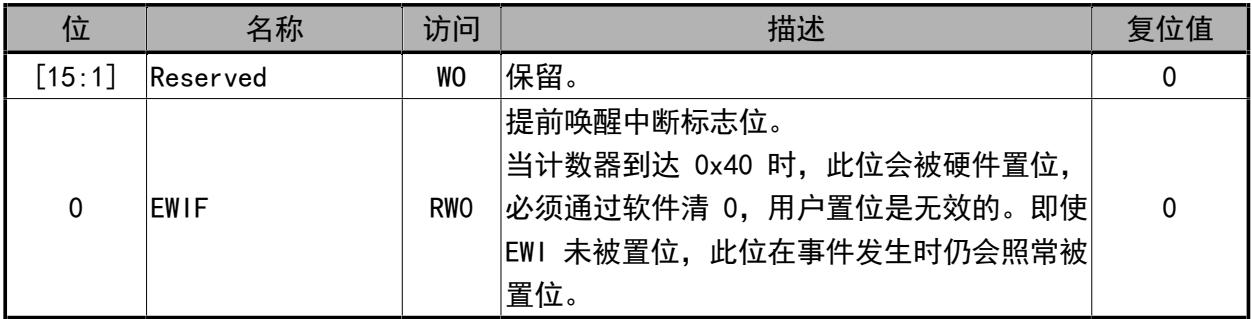 位 名称 访问 描述 复位值
[15:1] Reserved WO 保留。 0
提前唤醒中断标志位。
当计数器到达 0x40 时，此位会被硬件置位，
0 EWIF RW0 必须通过软件清 0，用户置位是无效的。即使 0
EWI 未被置位，此位在事件发生时仍会照常被
置位。